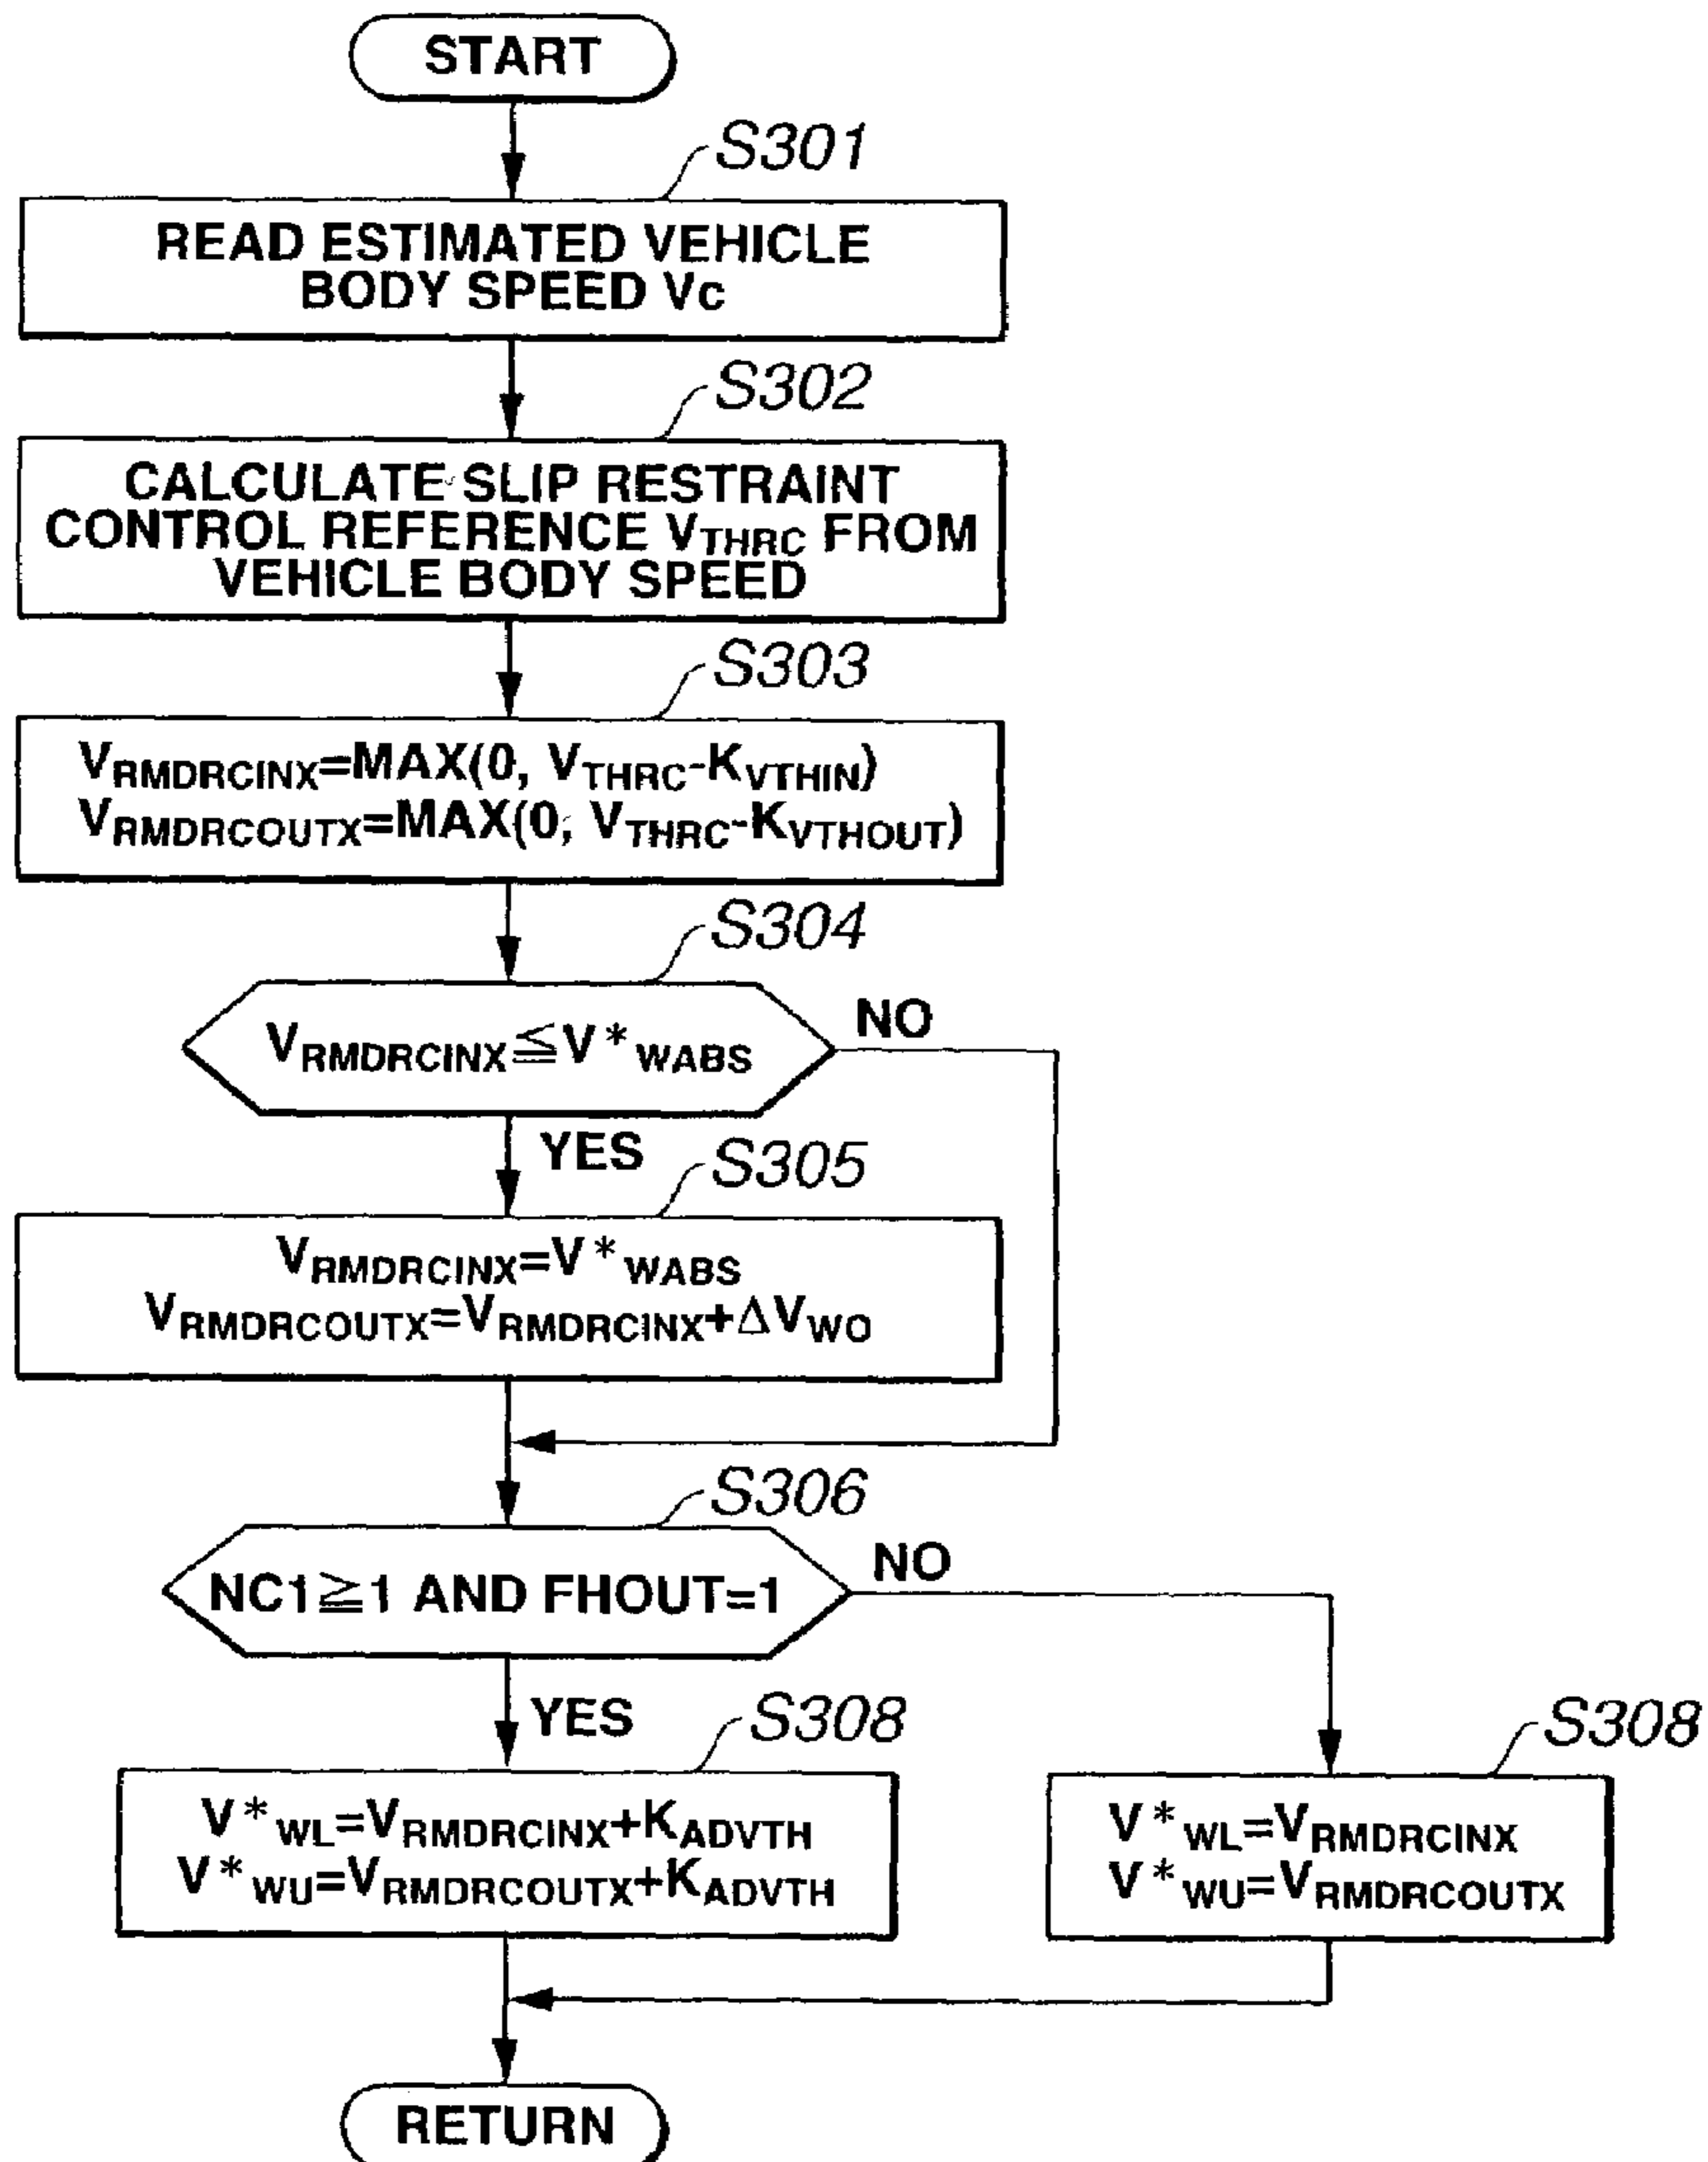 START
S301
READ ESTIMATED VEHICLE
BODY SPEED Vc
S302
CALCULATE SLIP RESTRAINT
CONTROL REFERENCE VTHRC FROM
VEHICLE BODY SPEED
S303
VRMDRCINX=MAX(0, VTHRC-KVTHIN)
VRMDRCOUTX=MAX(0, VTHRC-KVTHOUT)
S304
VRMDRCINX≦V*WABS
NO
YES
S305
VRMDRCINX=V*WABS
VRMDRCOUTX=VRMDRCINX+ΔVWO
S306
NC1≧1 AND FHOUT=1
NO
YES
S308
V*WL=VRMDRCINX+KADVTH
V*WU=VRMDRCOUTX+KADVTH
S308
V*WL=VRMDRCINX
V*WU=VRMDRCOUTX
RETURN